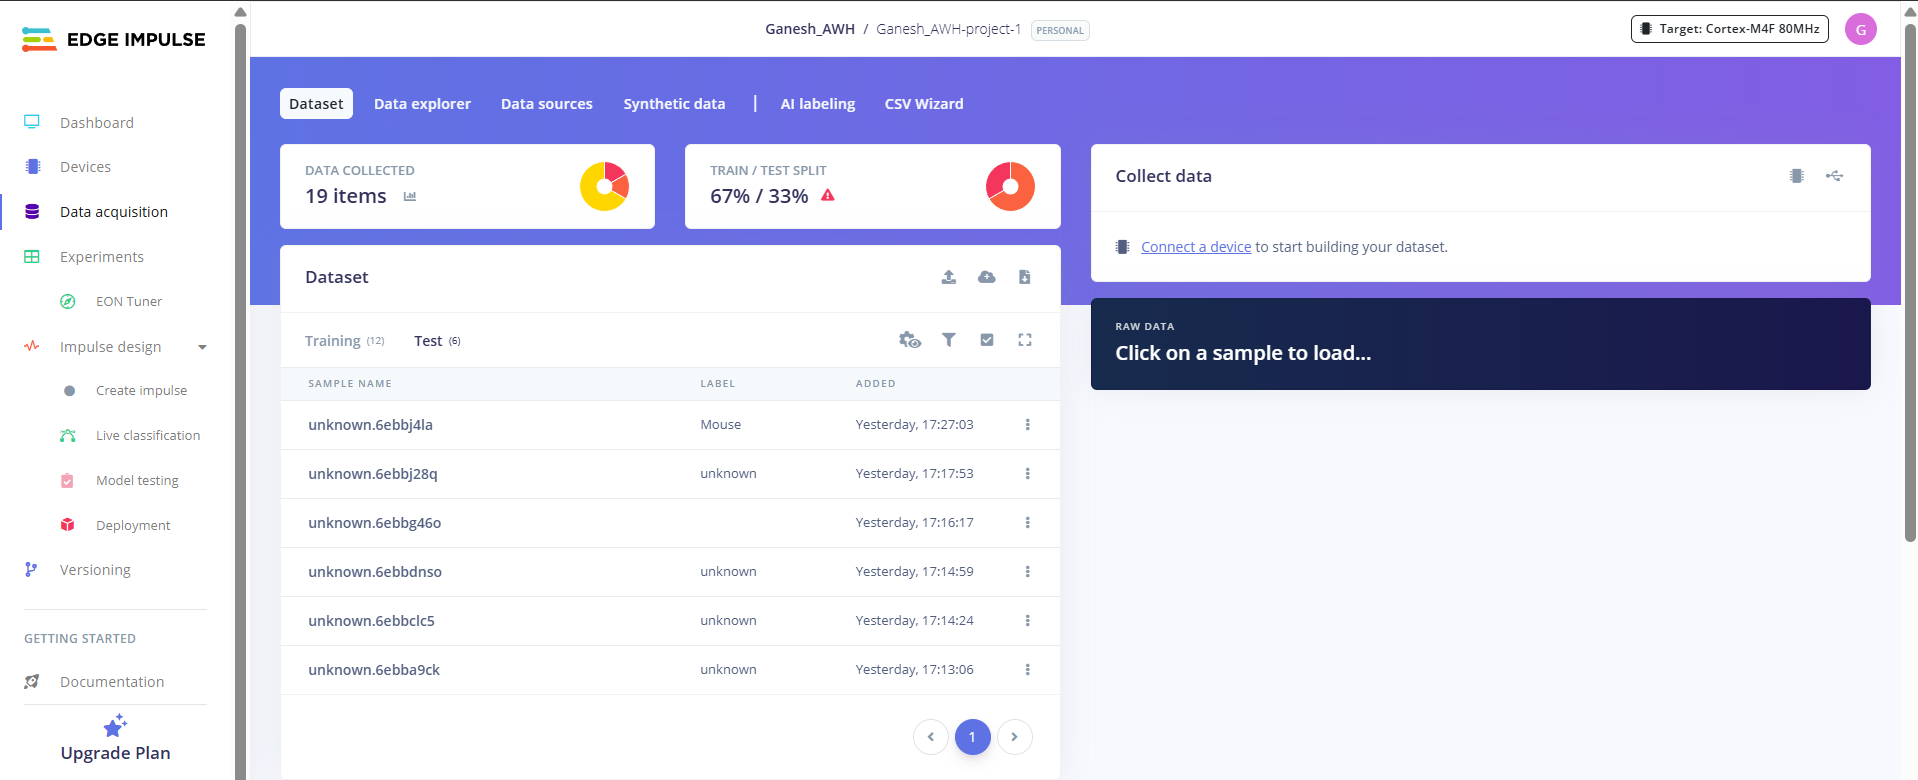 EDGE IMPULSE
Dashboard
Devices
Data acquisition
Experiments
EON Tuner
Impulse design
Create impulse
Live classification
Model testing
Deployment
Versioning
GETTING STARTED
Documentation
Upgrade Plan
Ganesh_AWH / Ganesh_AWH-project-1 PERSONAL
Target: Cortex-M4F 80MHz
G
Dataset Data explorer Data sources Synthetic data | AI labeling CSV Wizard
DATA COLLECTED
19 items
TRAIN / TEST SPLIT
67% / 33%
Dataset
Training (12) Test (6)
SAMPLE NAME LABEL ADDED
unknown.6ebbj4la Mouse Yesterday, 17:27:03
unknown.6ebbj28q unknown Yesterday, 17:17:53
unknown.6ebbg46o Yesterday, 17:16:17
unknown.6ebbdnso unknown Yesterday, 17:14:59
unknown.6ebbclc5 unknown Yesterday, 17:14:24
unknown.6ebba9ck unknown Yesterday, 17:13:06
1
Collect data
Connect a device to start building your dataset.
RAW DATA
Click on a sample to load...